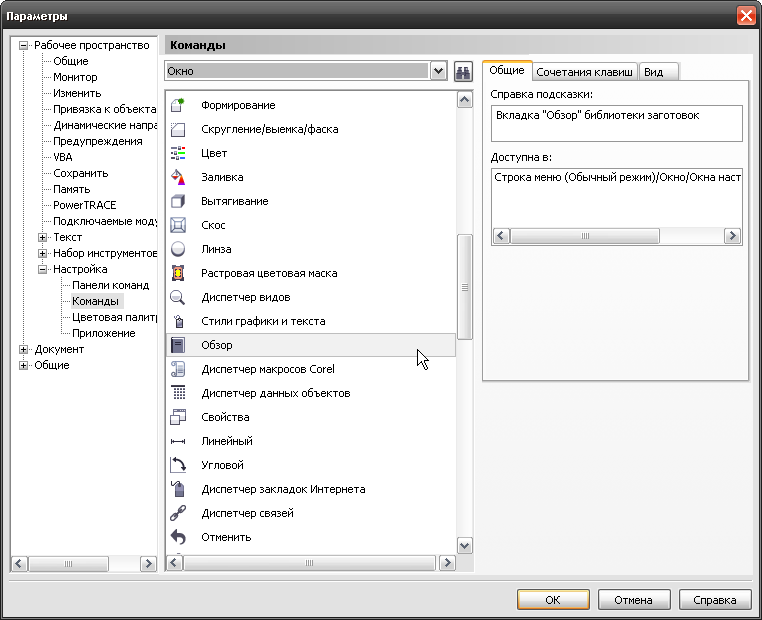 Параметры
Рабочее пространство
Общие
Монитор
Изменить
Привязка к объекта
Динамические напра
Предупреждения
VBA
Сохранить
Память
PowerTRACE
Подключаемые моду
Текст
Набор инструментов
Настройка
Панели команд
Команды
Цветовая палитр
Приложение
Документ
Общие
Команды
Окно
Формирование
Скругление/выемка/фаска
Цвет
Заливка
Вытягивание
Скос
Линза
Растровая цветовая маска
Диспетчер видов
Стили графики и текста
Обзор
Диспетчер макросов Corel
Диспетчер данных объектов
Свойства
Линейный
Угловой
Диспетчер закладок Интернета
Диспетчер связей
Отменить
Общие
Сочетания клавиш
Вид
Справка подсказки:
Вкладка "Обзор" библиотеки заготовок
Доступна в:
Строка меню (Обычный режим)/Окно/Окна наст
ОК
Отмена
Справка